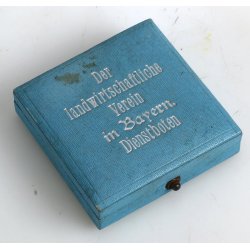 Der
landwirtschaftliche
Verein
in Bayern.
Dienstboten